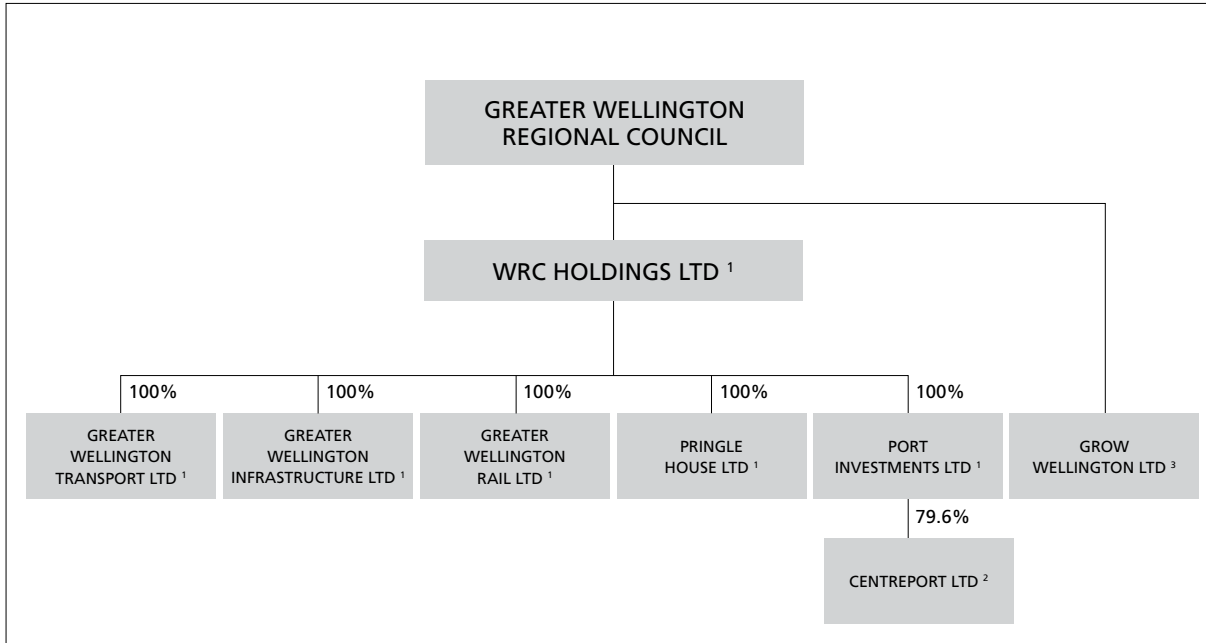 GREATER WELLINGTON
REGIONAL COUNCIL
WRC HOLDINGS LTD ¹
100%
100%
100%
100%
100%
GREATER
WELLINGTON
TRANSPORT LTD ¹
GREATER
WELLINGTON
INFRASTRUCTURE LTD ¹
GREATER
WELLINGTON
RAIL LTD ¹
PRINGLE
HOUSE LTD ¹
PORT
INVESTMENTS LTD ¹
GROW
WELLINGTON LTD ³
79.6%
CENTREPORT LTD ²